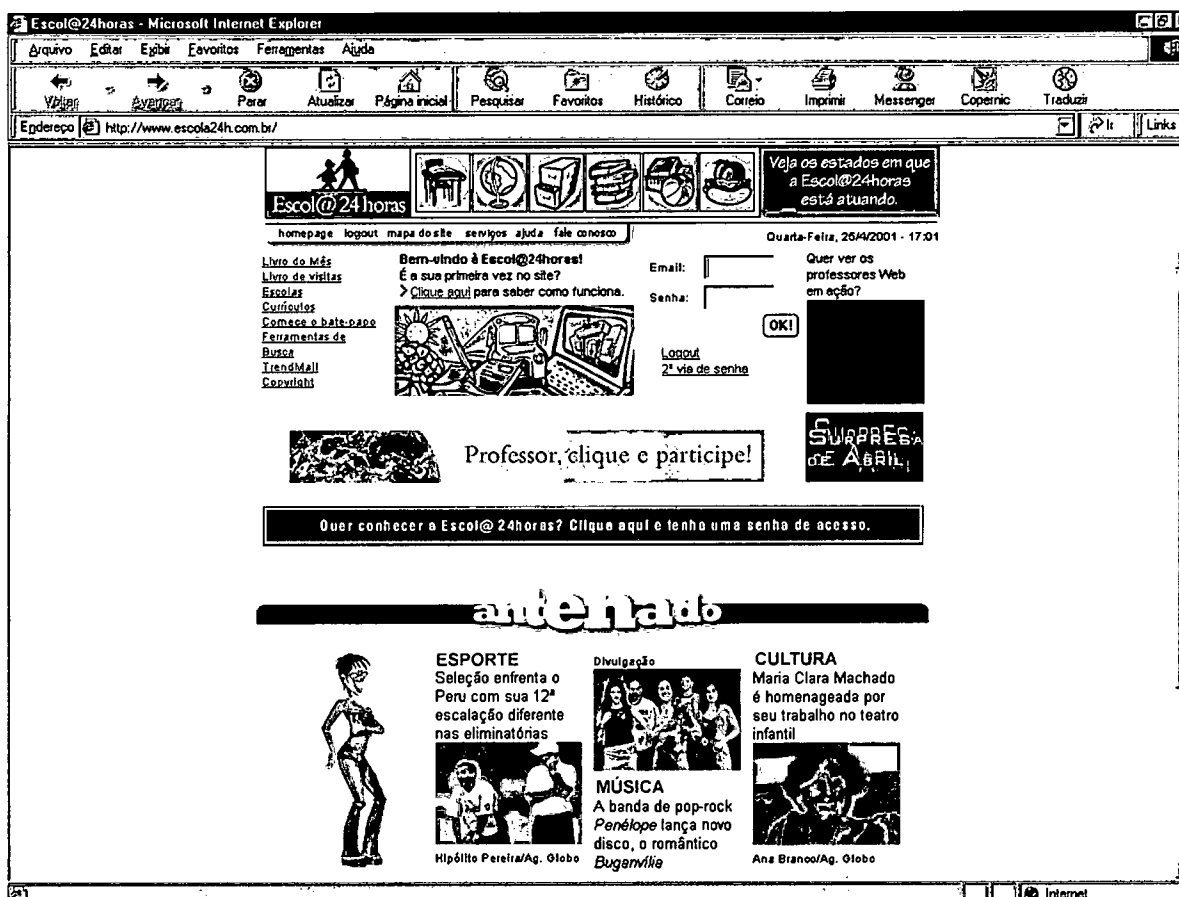 Escol@24horas - Microsoft Internet Explorer
Arquivo Editar Exibir Favoritos Ferramentas Ajuda
Voltar Avançar Parar Atualizar Página inicial Pesquisar Favoritos Histórico Correio Imprimir Messenger Copernic Traduzir
Endereço http://www.escola24h.com.br/ Ir Links
Escol@24horas
Veja os estados em que
a Escol@24horas
está atuando.
homepage logout mapa do site serviços ajuda fale conosco
Quarta-Feira, 25/4/2001 - 17:01
Livro do Mês
Livro de visitas
Escolas
Currículos
Comece o bate-papo
Ferramentas de
Busca
TrendMall
Copyright
Bem-vindo à Escol@24horas!
É a sua primeira vez no site?
> Clique aqui para saber como funciona.
Email:
Senha:
OK!
Logout
2ª via de senha
Quer ver os
professores Web
em ação?
SURPRESA
DE ABRIL
Professor, clique e participe!
Quer conhecer a Escol@24horas? Clique aqui e tenha uma senha de acesso.
antenado
ESPORTE
Seleção enfrenta o
Peru com sua 12ª
escalação diferente
nas eliminatórias
Hipólito Pereira/Ag. Globo
Divulgação
MÚSICA
A banda de pop-rock
Penélope lança novo
disco, o romântico
Buganvília
CULTURA
Maria Clara Machado
é homenageada por
seu trabalho no teatro
infantil
Ana Branco/Ag. Globo
Internet